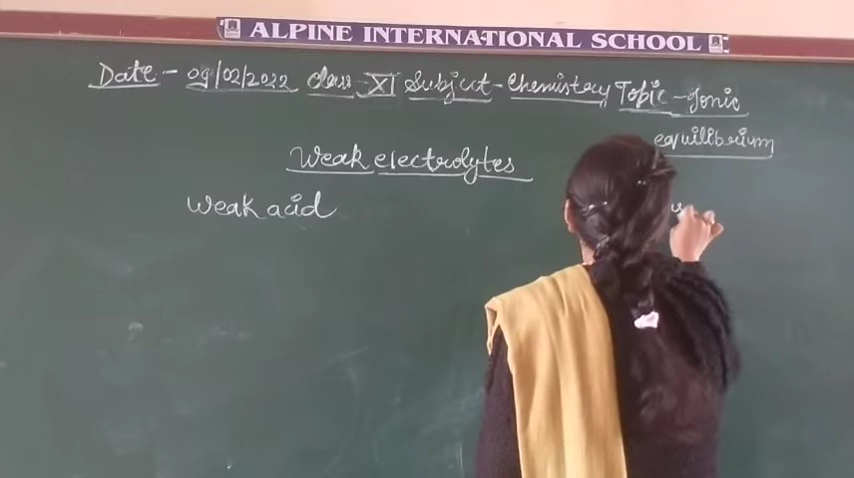 ALPINE INTERNATIONAL SCHOOL
Date - 09/02/2022 Class - XI Subject - Chemistry Topic - Ionic
equilibrium
Weak electrolytes
Weak acid